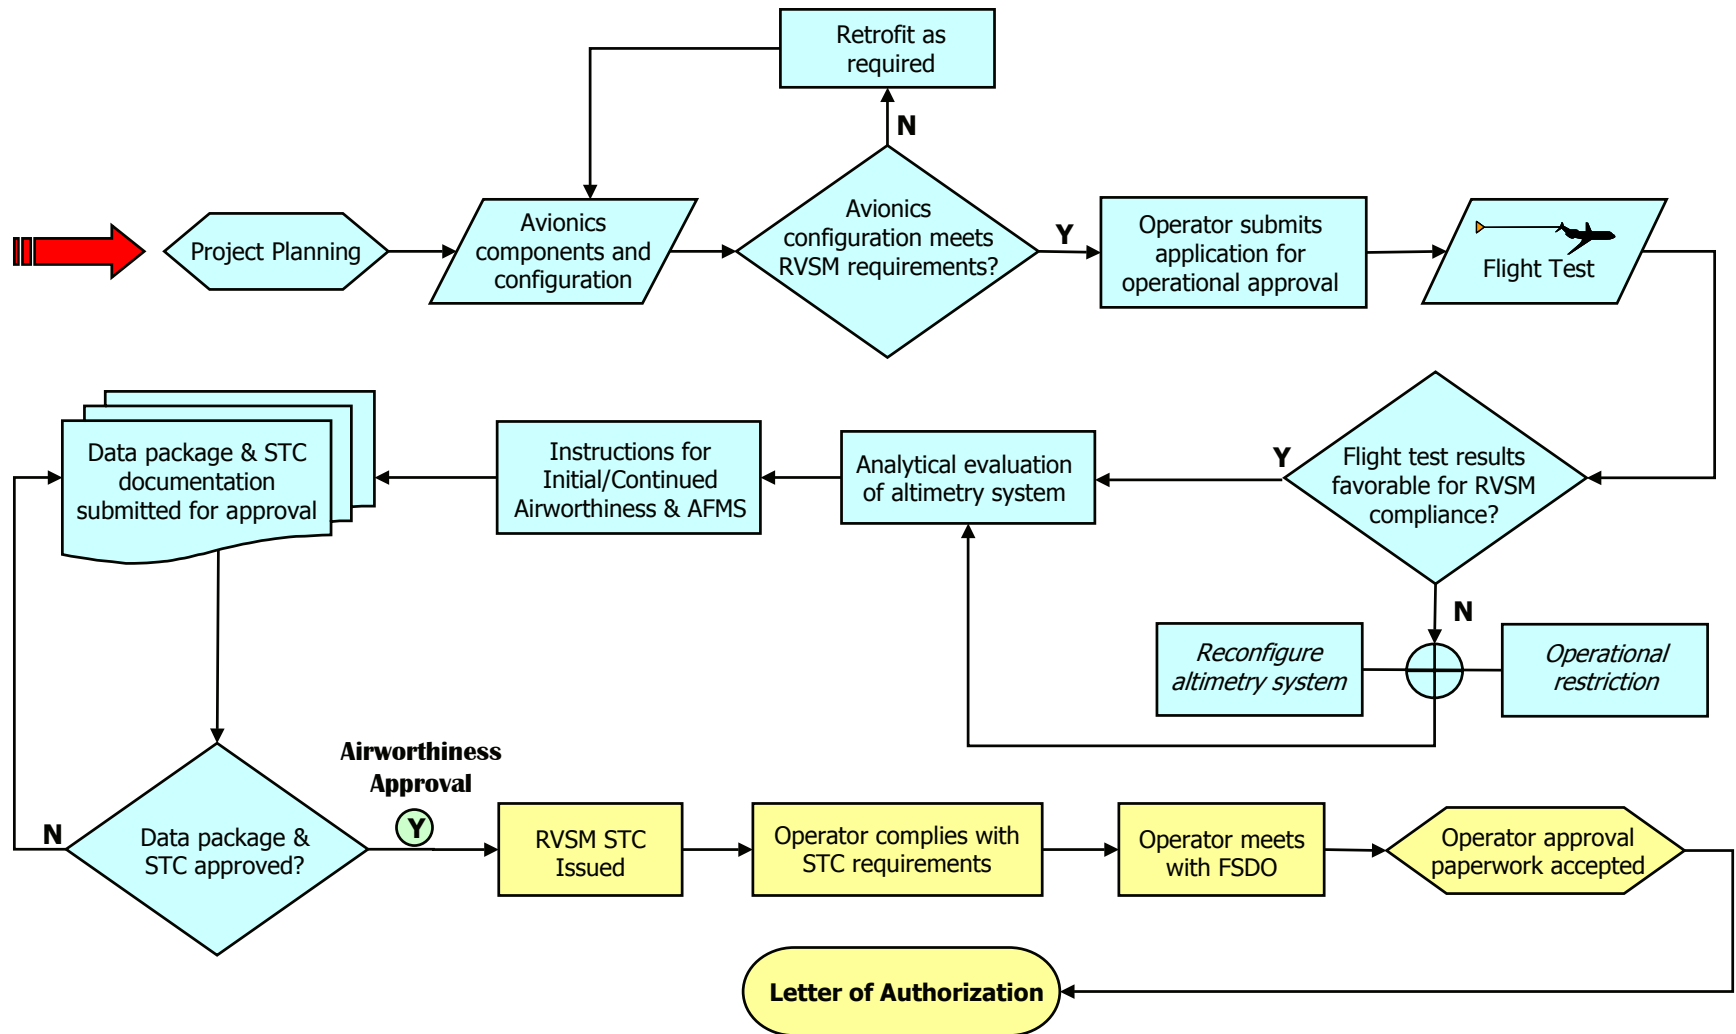 Retrofit as
required
N
Project Planning
Avionics
components and
configuration
Avionics
configuration meets
RVSM requirements?
Y
Operator submits
application for
operational approval
Flight Test
Data package & STC
documentation
submitted for approval
Instructions for
Initial/Continued
Airworthiness & AFMS
Analytical evaluation
of altimetry system
Y
Flight test results
favorable for RVSM
compliance?
N
Reconfigure
altimetry system
Operational
restriction
Airworthiness
Approval
N
Data package &
STC approved?
Y
RVSM STC
Issued
Operator complies with
STC requirements
Operator meets
with FSDO
Operator approval
paperwork accepted
Letter of Authorization